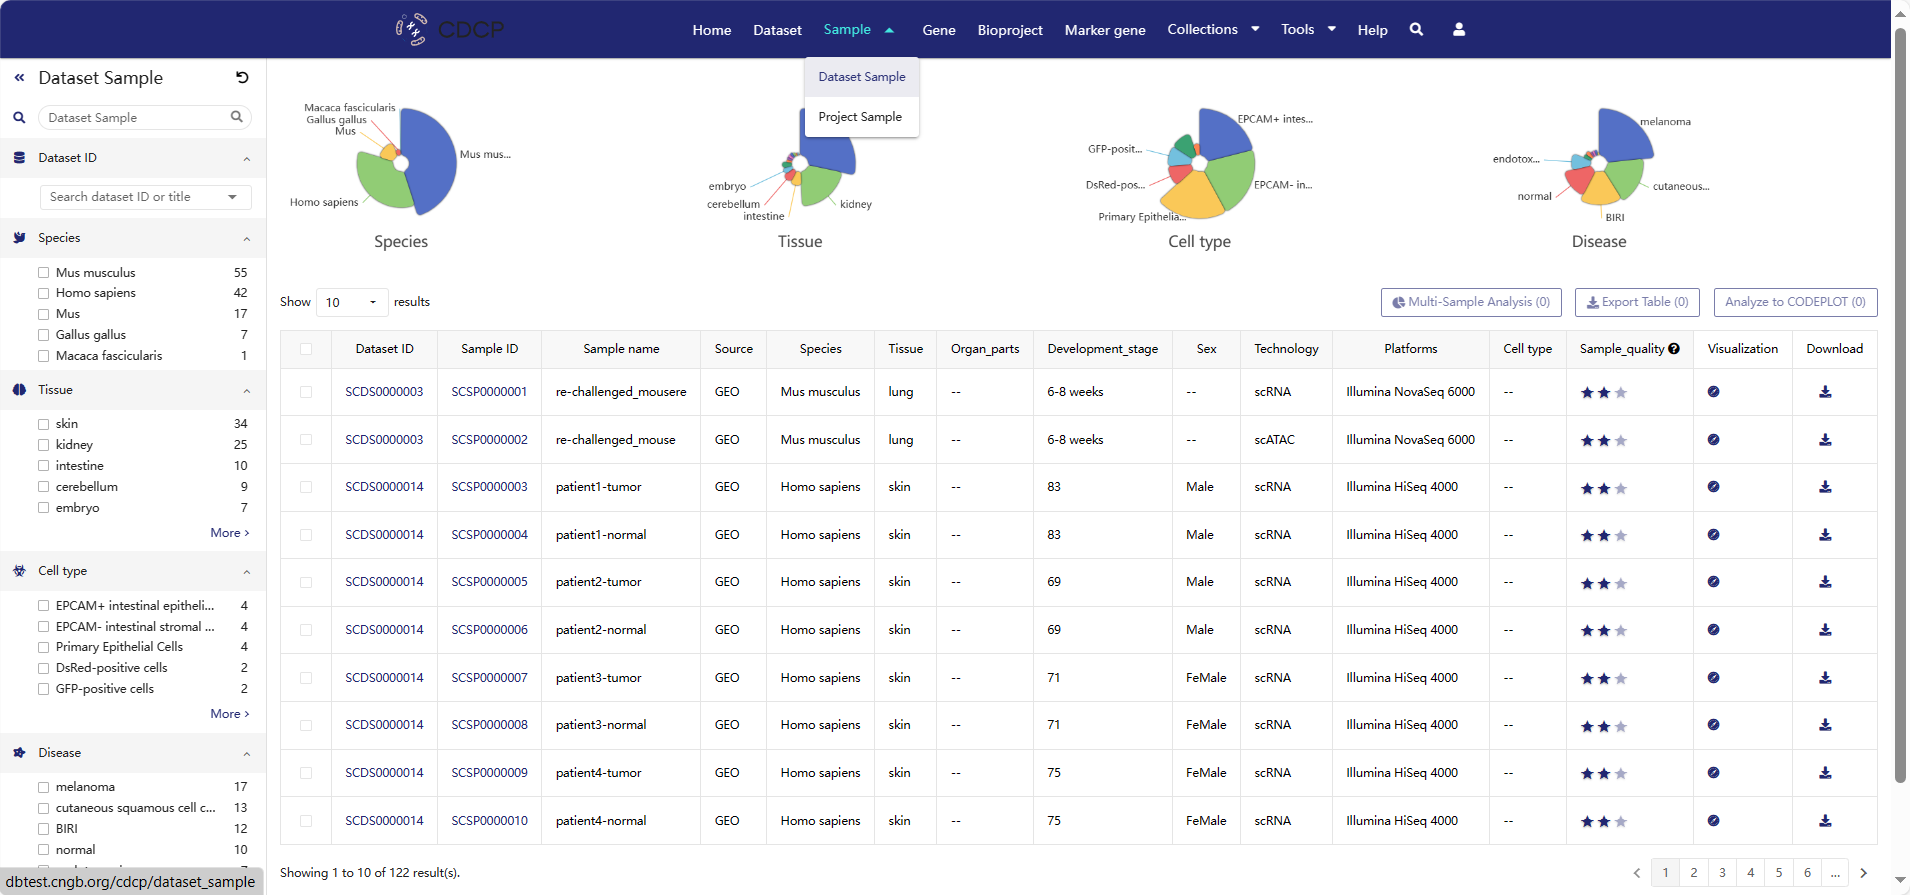 CDCP
Home Dataset Sample Gene Bioproject Marker gene Collections Tools Help
Dataset Sample
Project Sample
Dataset Sample
Dataset Sample
Dataset ID
Search dataset ID or title
Species
Mus musculus 55
Homo sapiens 42
Mus 17
Gallus gallus 7
Macaca fascicularis 1
Tissue
skin 34
kidney 25
intestine 10
cerebellum 9
embryo 7
More >
Cell type
EPCAM+ intestinal epitheli... 4
EPCAM- intestinal stromal ... 4
Primary Epithelial Cells 4
DsRed-positive cells 2
GFP-positive cells 2
More >
Disease
melanoma 17
cutaneous squamous cell c... 13
BIRI 12
normal 10
dbtest.cngb.org/cdcp/dataset_sample
Macaca fascicularis
Gallus gallus
Mus
Mus mus...
Homo sapiens
Species
embryo
cerebellum
intestine
kidney
Tissue
EPCAM+ intes...
GFP-posit...
DsRed-pos...
EPCAM- in...
Primary Epithelia...
Cell type
melanoma
endotox...
normal
cutaneous...
BIRI
Disease
Show 10 results
Multi-Sample Analysis (0) Export Table (0) Analyze to CODEPLOT (0)
Dataset ID Sample ID Sample name Source Species Tissue Organ_parts Development_stage Sex Technology Platforms Cell type Sample_quality Visualization Download
SCDS0000003 SCSP0000001 re-challenged_mousere GEO Mus musculus lung -- 6-8 weeks -- scRNA Illumina NovaSeq 6000 --
SCDS0000003 SCSP0000002 re-challenged_mouse GEO Mus musculus lung -- 6-8 weeks -- scATAC Illumina NovaSeq 6000 --
SCDS0000014 SCSP0000003 patient1-tumor GEO Homo sapiens skin -- 83 Male scRNA Illumina HiSeq 4000 --
SCDS0000014 SCSP0000004 patient1-normal GEO Homo sapiens skin -- 83 Male scRNA Illumina HiSeq 4000 --
SCDS0000014 SCSP0000005 patient2-tumor GEO Homo sapiens skin -- 69 Male scRNA Illumina HiSeq 4000 --
SCDS0000014 SCSP0000006 patient2-normal GEO Homo sapiens skin -- 69 Male scRNA Illumina HiSeq 4000 --
SCDS0000014 SCSP0000007 patient3-tumor GEO Homo sapiens skin -- 71 FeMale scRNA Illumina HiSeq 4000 --
SCDS0000014 SCSP0000008 patient3-normal GEO Homo sapiens skin -- 71 FeMale scRNA Illumina HiSeq 4000 --
SCDS0000014 SCSP0000009 patient4-tumor GEO Homo sapiens skin -- 75 FeMale scRNA Illumina HiSeq 4000 --
SCDS0000014 SCSP0000010 patient4-normal GEO Homo sapiens skin -- 75 FeMale scRNA Illumina HiSeq 4000 --
Showing 1 to 10 of 122 result(s).
< 1 2 3 4 5 6 ... >